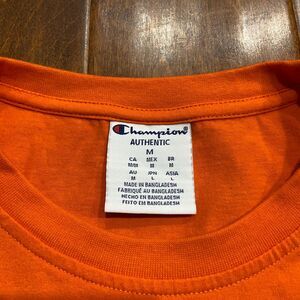 Champion
AUTHENTIC
M
CA MEX BR
M/M M M
AU JPN ASIA
M L L
MADE IN BANGLADESH
FABRIQUÉ AU BANGLADESH
HECHO EN BANGLADESH
FEITO EM BANGLADESH